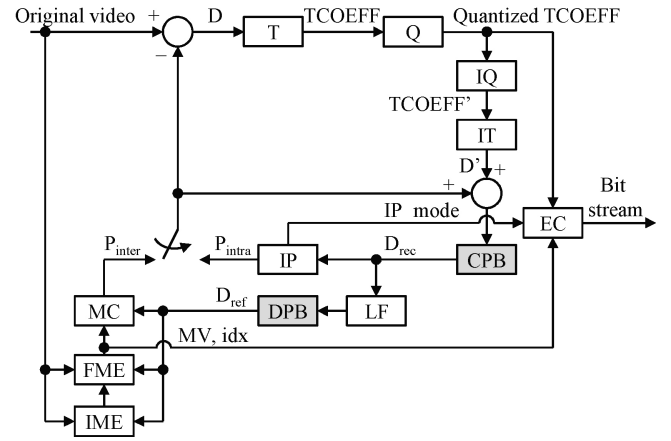 Original video
+
D
T
TCOEFF
Q
Quantized TCOEFF
−
IQ
TCOEFF’
IT
D’
+
+
IP mode
EC
Bit
stream
Pinter
Pintra
IP
Drec
CPB
MC
Dref
DPB
LF
MV, idx
FME
IME